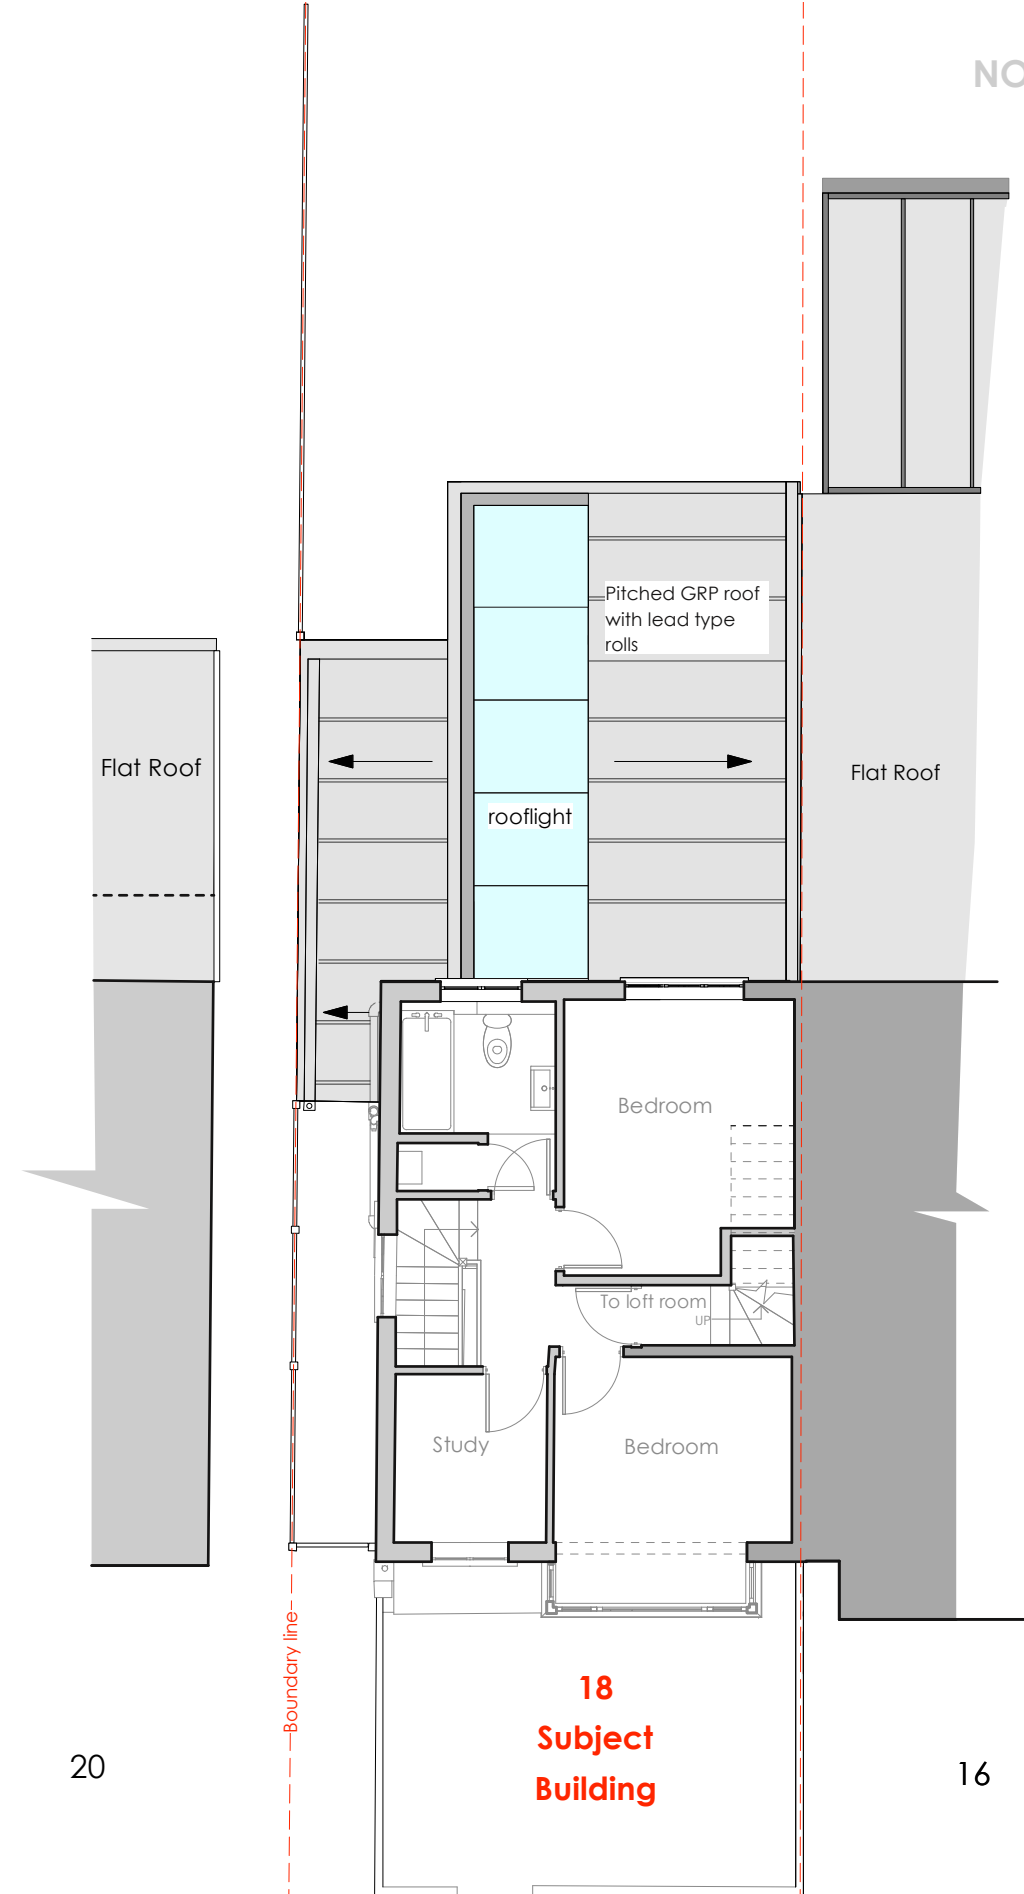 NO
Pitched GRP roof
with lead type
rolls
Flat Roof
rooflight
Flat Roof
Bedroom
To loft room
UP
Study
Bedroom
Boundary line
18
Subject
Building
20
16